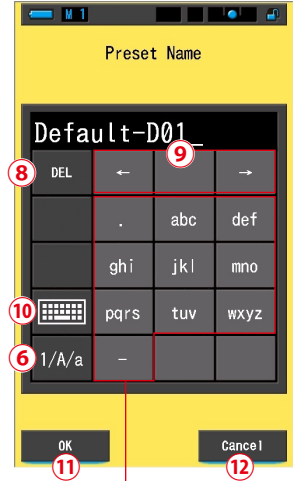 M 1
Preset Name
Default-D01_
⑨
⑧ DEL ← →
. abc def
ghi jkl mno
⑩ pqrs tuv wxyz
⑥ 1/A/a -
OK Cancel
⑪ ⑫